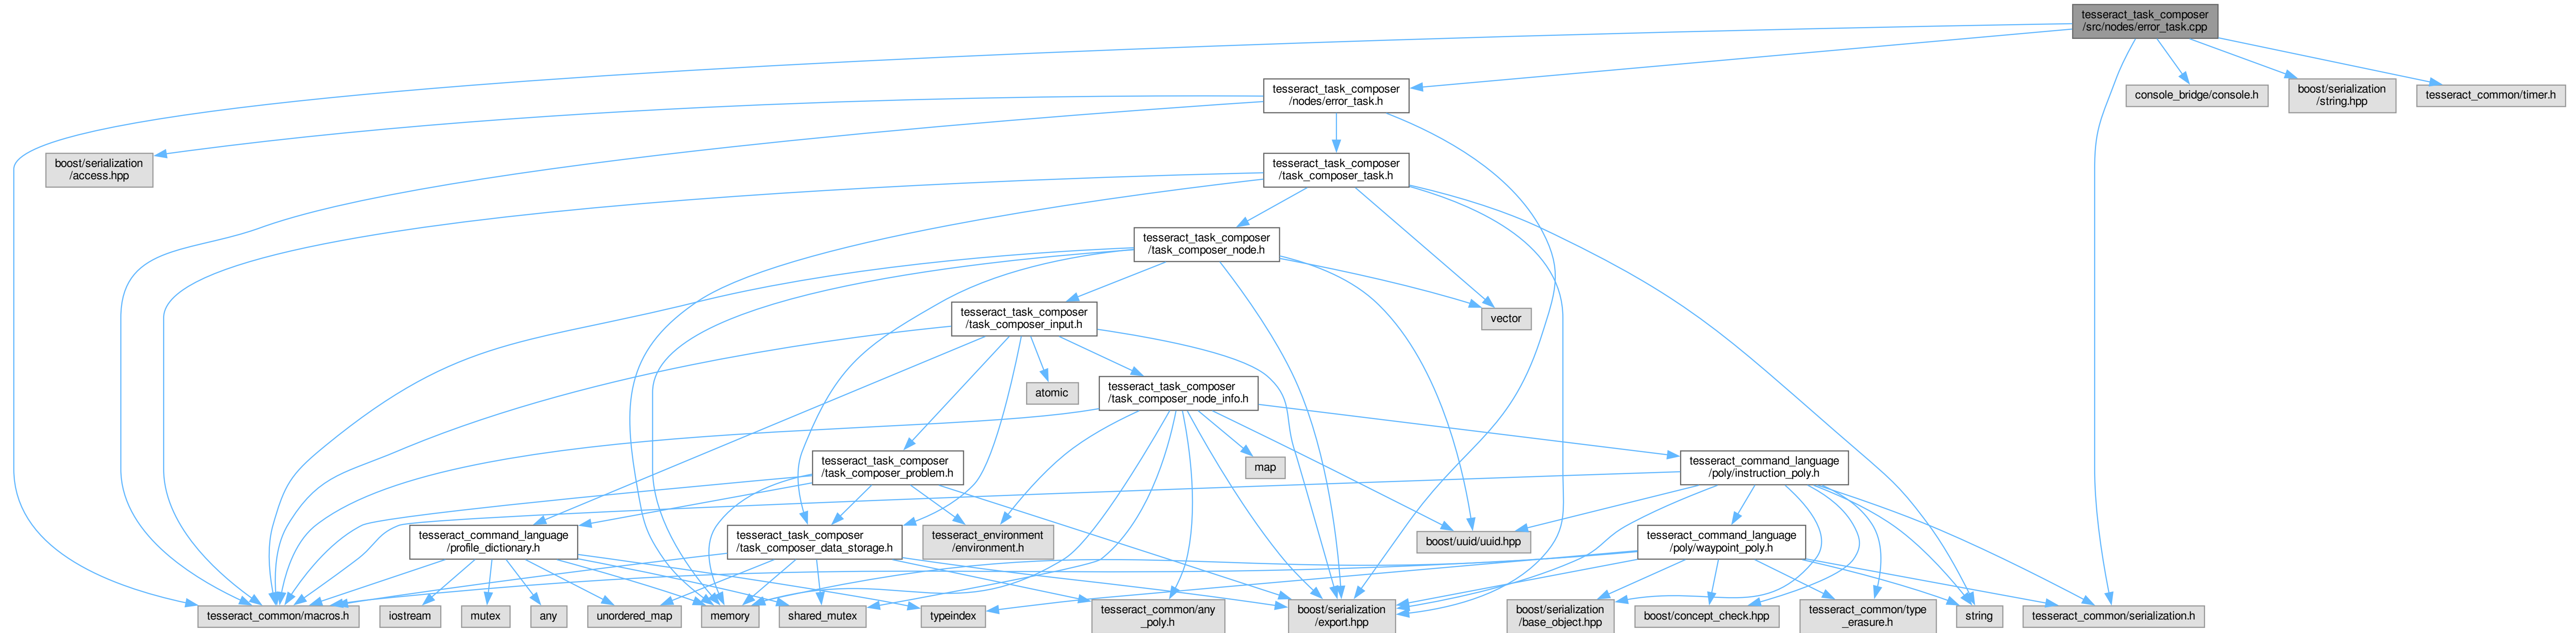 tesseract_task_composer
/src/nodes/error_task.cpp
tesseract_task_composer
/nodes/error_task.h
console_bridge/console.h
boost/serialization
/string.hpp
tesseract_common/timer.h
boost/serialization
/access.hpp
tesseract_task_composer
/task_composer_task.h
tesseract_task_composer
/task_composer_node.h
tesseract_task_composer
/task_composer_input.h
vector
atomic
tesseract_task_composer
/task_composer_node_info.h
tesseract_task_composer
/task_composer_problem.h
map
tesseract_command_language
/poly/instruction_poly.h
tesseract_command_language
/profile_dictionary.h
tesseract_task_composer
/task_composer_data_storage.h
tesseract_environment
/environment.h
boost/uuid/uuid.hpp
tesseract_command_language
/poly/waypoint_poly.h
tesseract_common/macros.h
iostream
mutex
any
unordered_map
memory
shared_mutex
typeindex
tesseract_common/any
_poly.h
boost/serialization
/export.hpp
boost/serialization
/base_object.hpp
boost/concept_check.hpp
tesseract_common/type
_erasure.h
string
tesseract_common/serialization.h